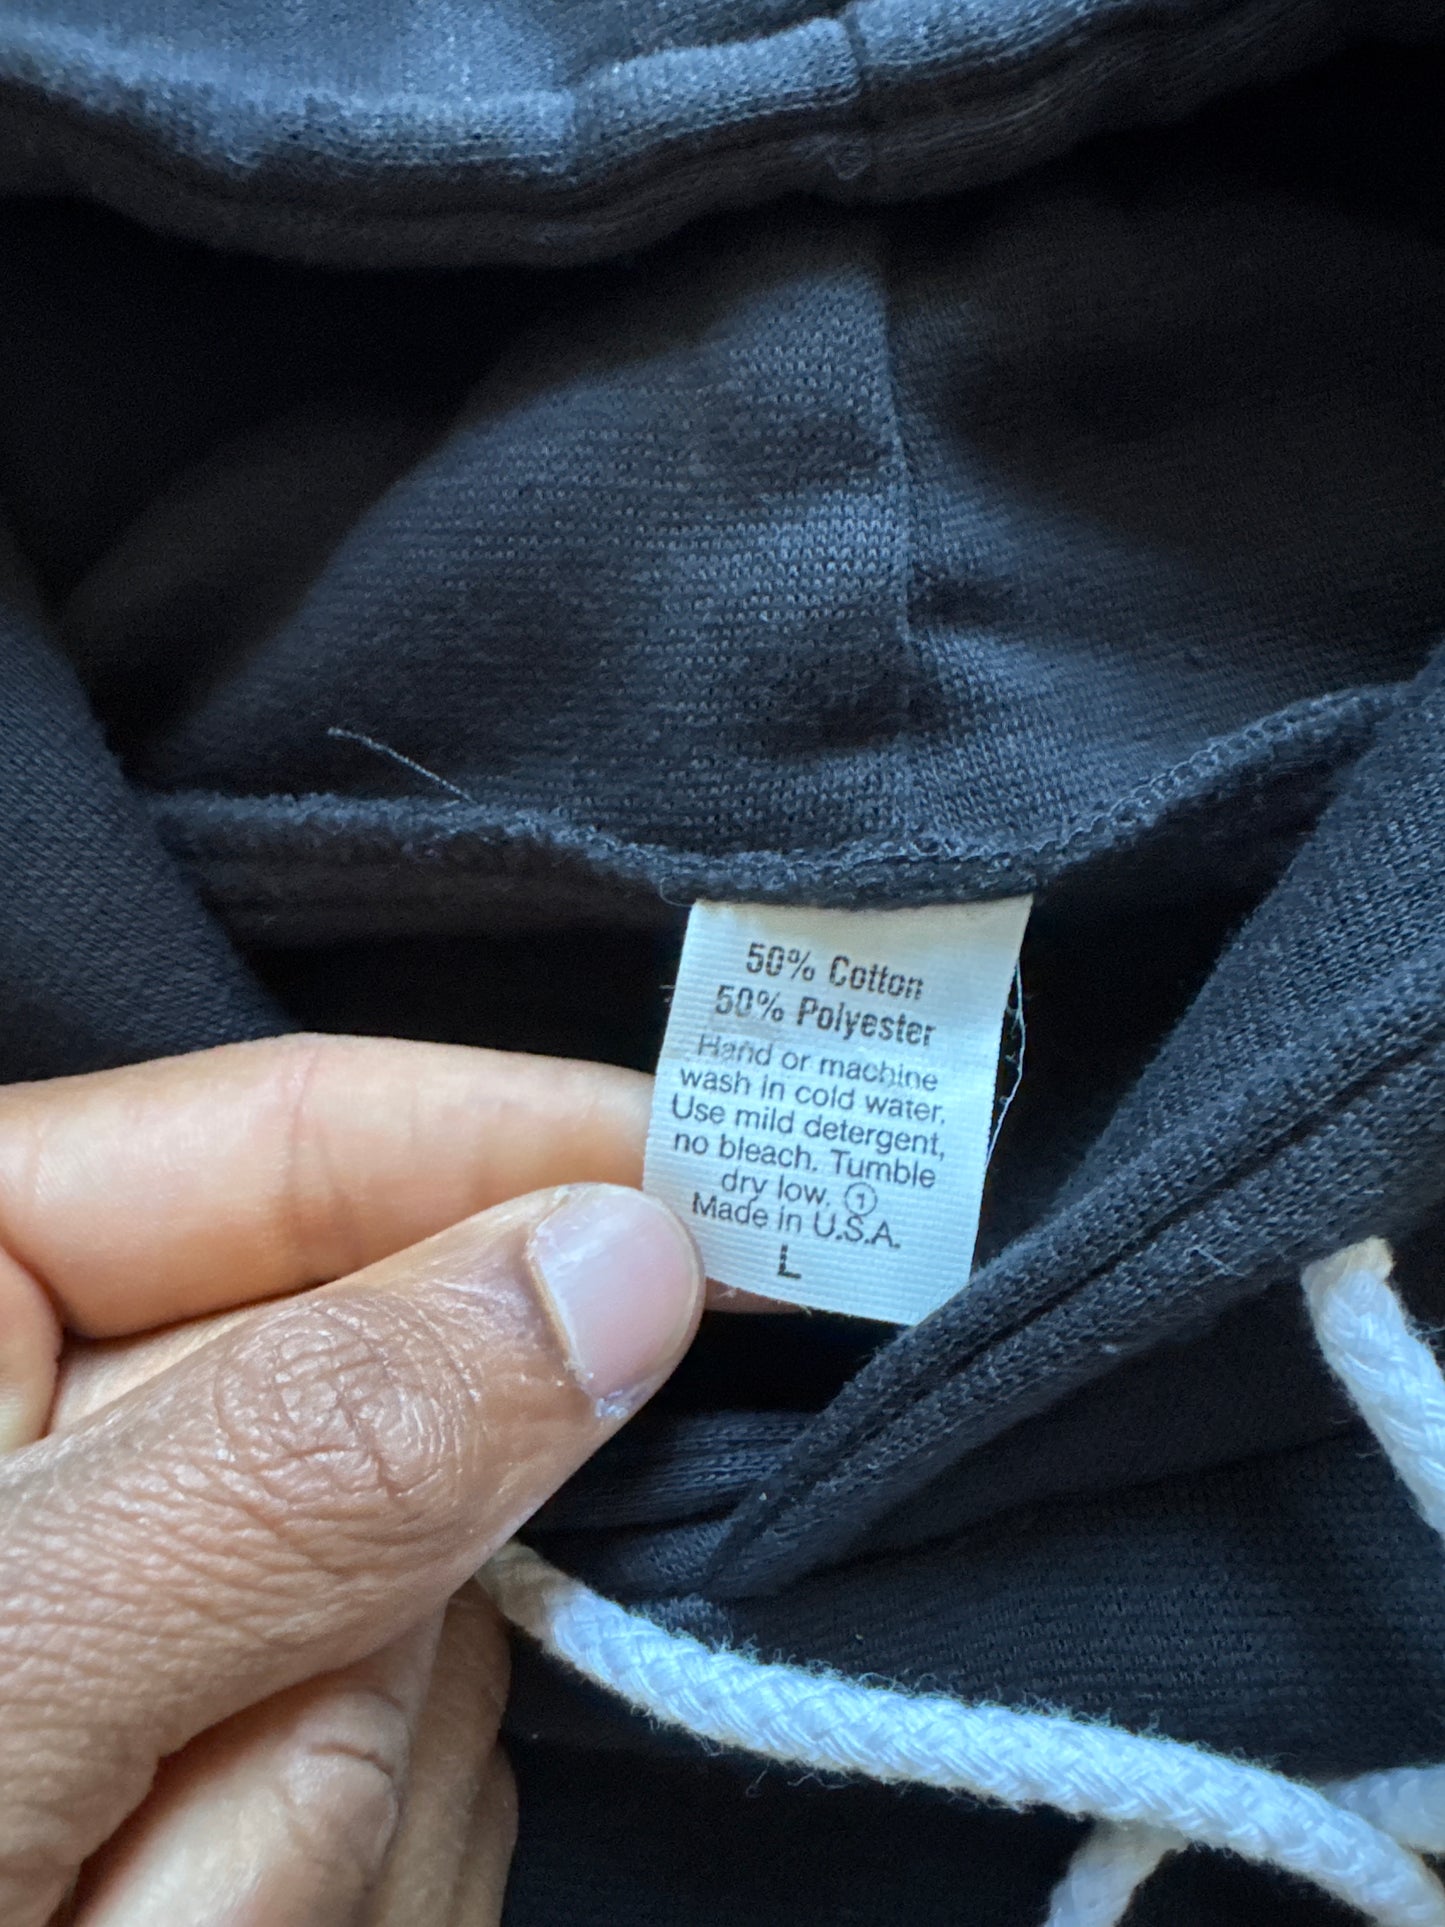 50% Cotton
50% Polyester
Hand or machine
wash in cold water.
Use mild detergent,
no bleach. Tumble
dry low. ①
Made in U.S.A.
L